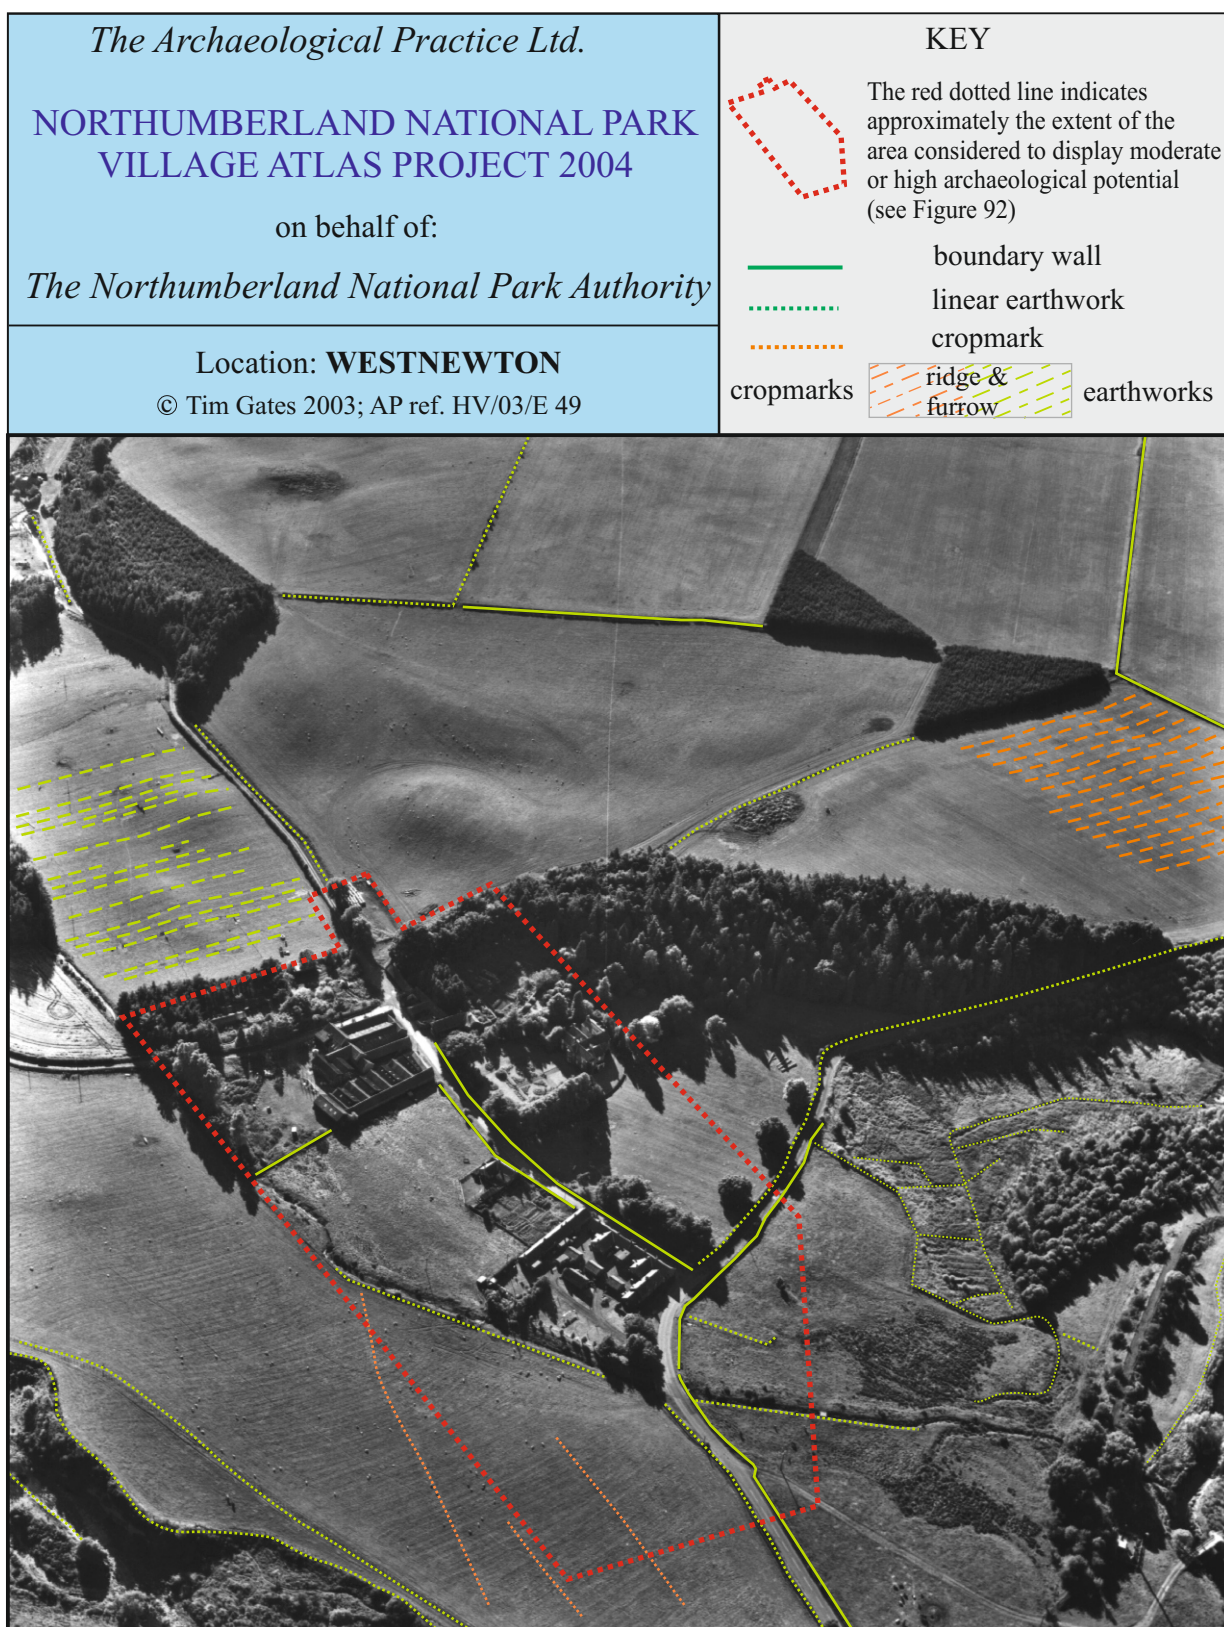 The Archaeological Practice Ltd.
NORTHUMBERLAND NATIONAL PARK
VILLAGE ATLAS PROJECT 2004
on behalf of:
The Northumberland National Park Authority
Location: WESTNEWTON
© Tim Gates 2003; AP ref. HV/03/E 49
KEY
The red dotted line indicates
approximately the extent of the
area considered to display moderate
or high archaeological potential
(see Figure 92)
boundary wall
linear earthwork
cropmark
cropmarks
ridge &
furrow
earthworks